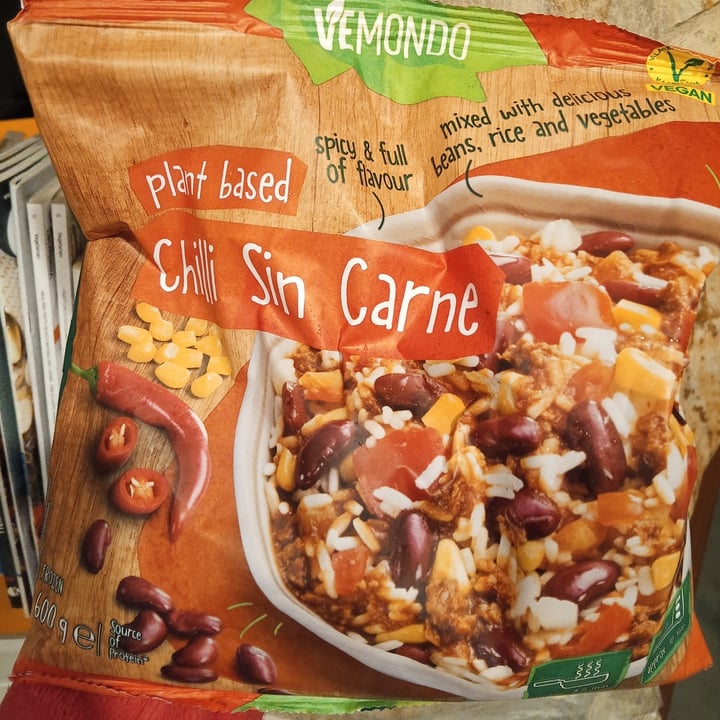 VEMONDO
VEGAN
mixed with delicious
beans, rice and vegetables
spicy & full
of flavour
plant based
Chilli Sin Carne
FROZEN
600 g e
Source
of
Protein*